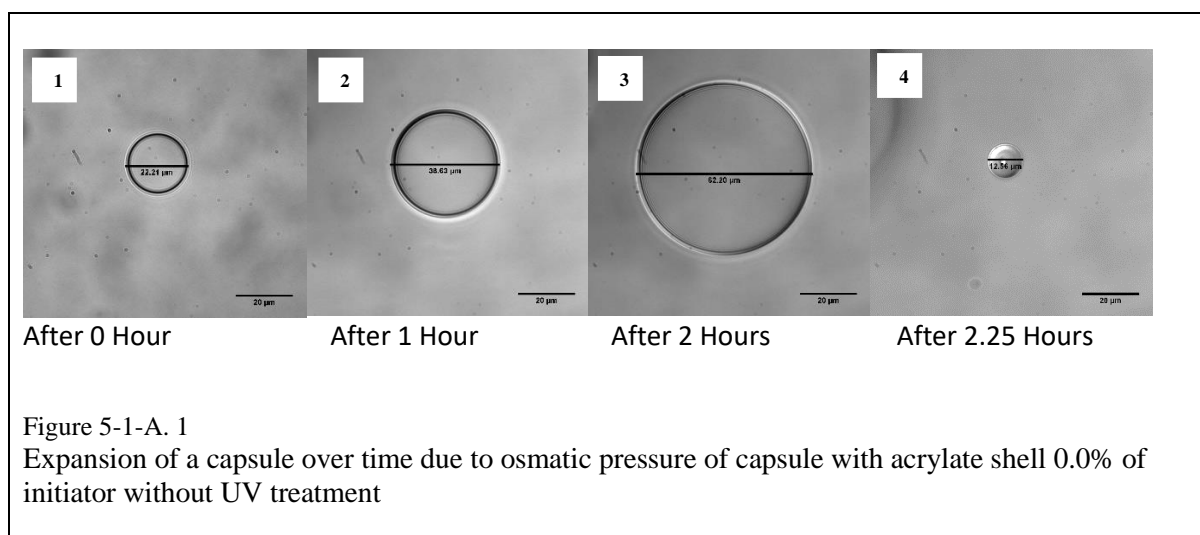 1
2
3
4
22.21 µm
38.63 µm
62.20 µm
12.56 µm
20 µm
20 µm
20 µm
20 µm
After 0 Hour
After 1 Hour
After 2 Hours
After 2.25 Hours
Figure 5-1-A. 1
Expansion of a capsule over time due to osmatic pressure of capsule with acrylate shell 0.0% of
initiator without UV treatment